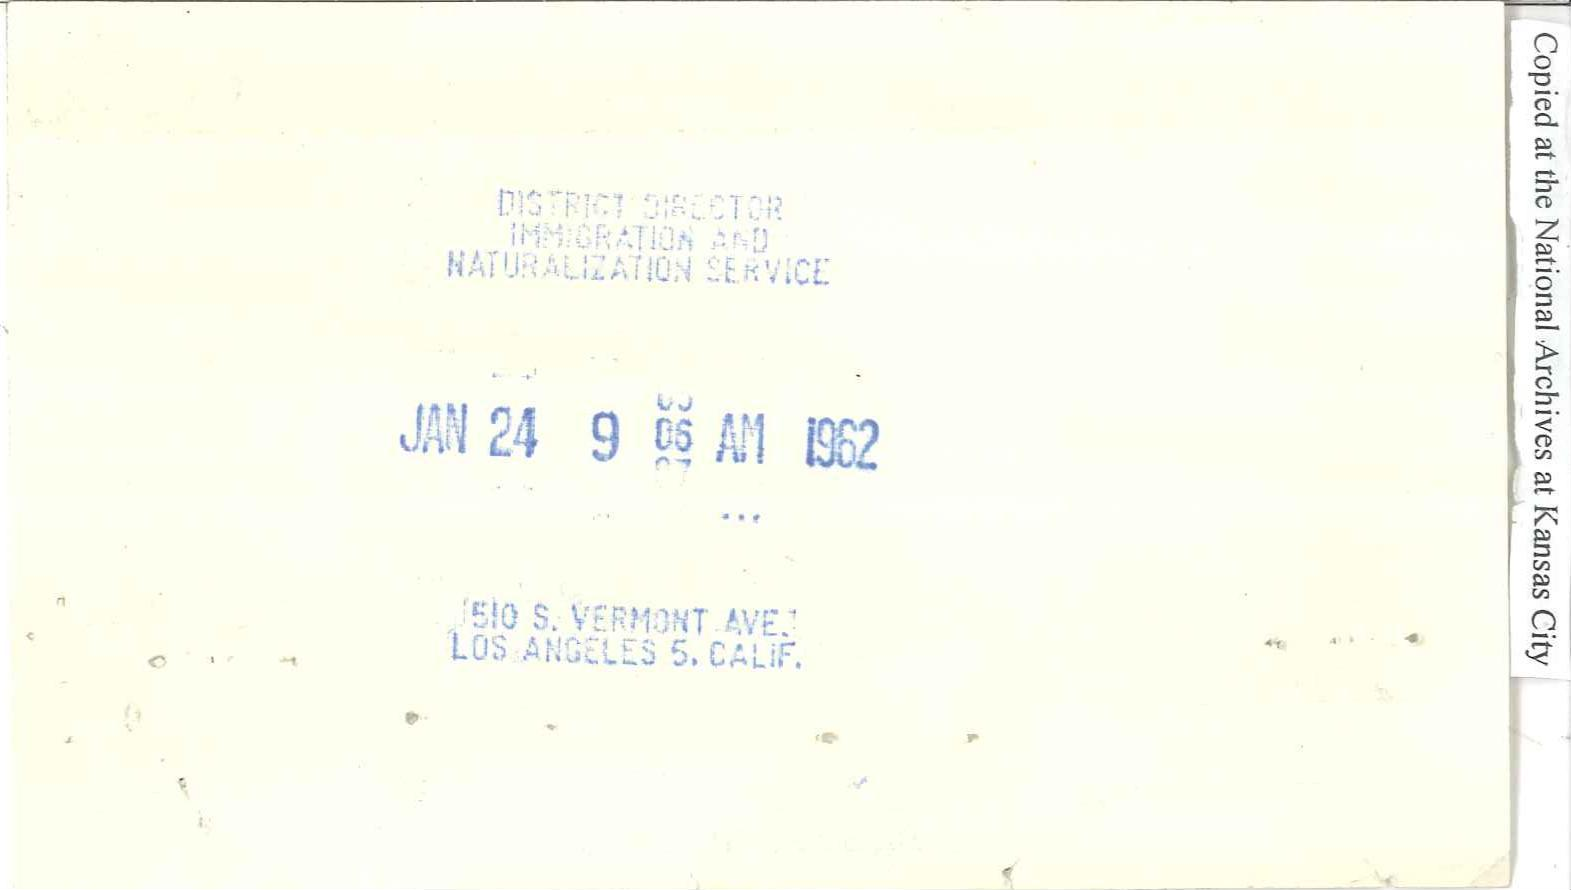 DISTRICT DIRECTOR
IMMIGRATION AND
NATURALIZATION SERVICE
JAN 24 9 06 AM 1962
1510 S. VERMONT AVE.
LOS ANGELES 5. CALIF.
Copied at the National Archives at Kansas City